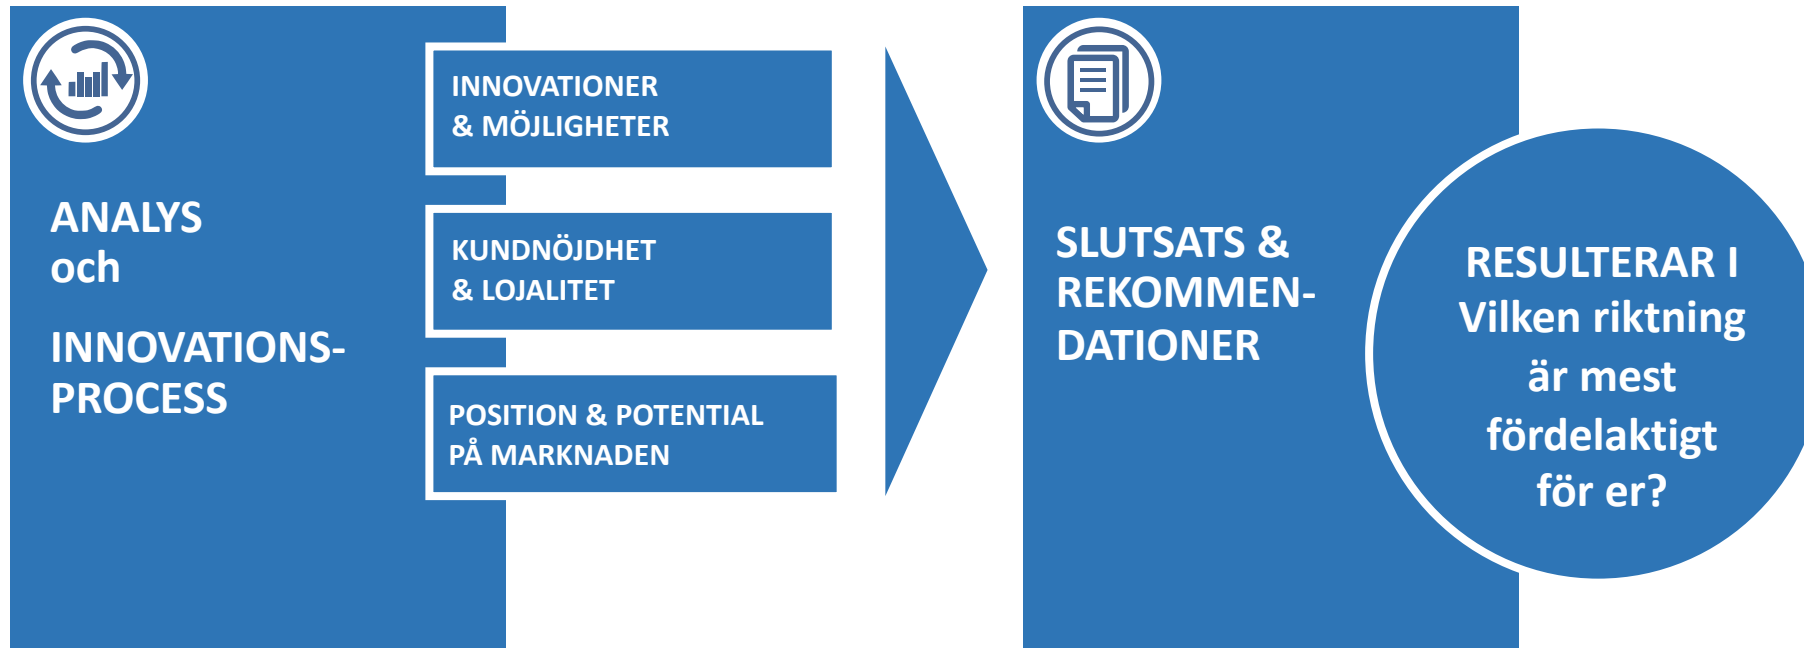 ANALYS
och
INNOVATIONS-
PROCESS
INNOVATIONER
& MÖJLIGHETER
KUNDNÖJDHET
& LOJALITET
POSITION & POTENTIAL
PÅ MARKNADEN
SLUTSATS &
REKOMMEN-
DATIONER
RESULTERAR I
Vilken riktning
är mest
fördelaktigt
för er?